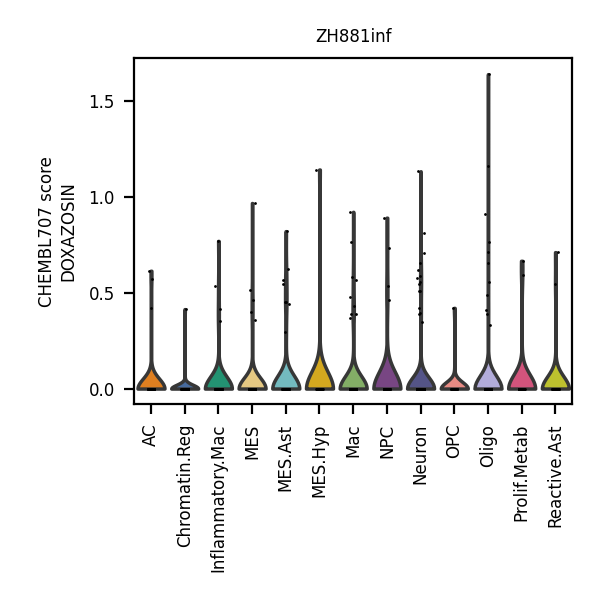 ZH881inf
CHEMBL707 score
DOXAZOSIN
1.5
1.0
0.5
0.0
AC
Chromatin.Reg
Inflammatory.Mac
MES
MES.Ast
MES.Hyp
Mac
NPC
Neuron
OPC
Oligo
Prolif.Metab
Reactive.Ast